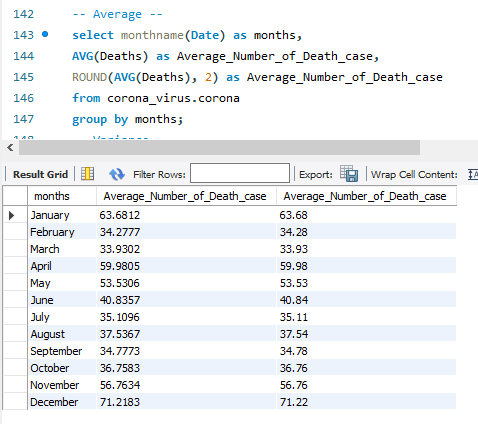 142 -- Average --
143 select monthname(Date) as months,
144 AVG(Deaths) as Average_Number_of_Death_case,
145 ROUND(AVG(Deaths), 2) as Average_Number_of_Death_case
146 from corona_virus.corona
147 group by months;
Result Grid Filter Rows: Export: Wrap Cell Content:
months Average_Number_of_Death_case Average_Number_of_Death_case
January 63.6812 63.68
February 34.2777 34.28
March 33.9302 33.93
April 59.9805 59.98
May 53.5306 53.53
June 40.8357 40.84
July 35.1096 35.11
August 37.5367 37.54
September 34.7773 34.78
October 36.7583 36.76
November 56.7634 56.76
December 71.2183 71.22